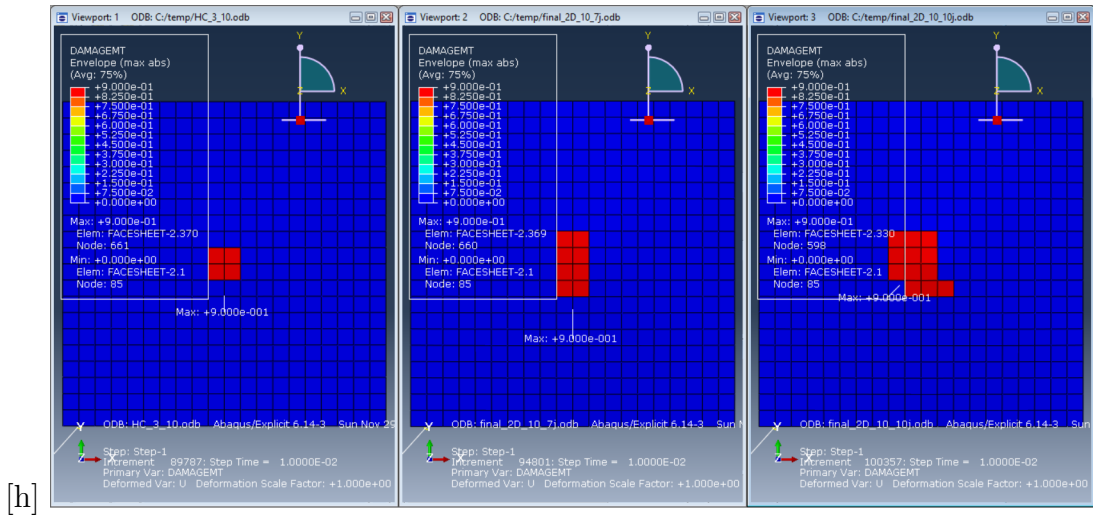 Viewport: 1 ODB: C:/temp/HC_3_10.odb
DAMAGEMT
Envelope (max abs)
(Avg: 75%)
+9.000e-01
+8.250e-01
+7.500e-01
+6.750e-01
+6.000e-01
+5.250e-01
+4.500e-01
+3.750e-01
+3.000e-01
+2.250e-01
+1.500e-01
+7.500e-02
+0.000e+00
Max: +9.000e-01
Elem: FACESHEET-2.370
Node: 661
Min: +0.000e+00
Elem: FACESHEET-2.1
Node: 85
Y
Z
X
Max: +9.000e-001
Y
X
ODB: HC_3_10.odb Abaqus/Explicit 6.14-3 Sun Nov 29
Step: Step-1
Increment 89787: Step Time = 1.0000E-02
Primary Var: DAMAGEMT
Deformed Var: U Deformation Scale Factor: +1.000e+00
Viewport: 2 ODB: C:/temp/final_2D_10_7j.odb
DAMAGEMT
Envelope (max abs)
(Avg: 75%)
+9.000e-01
+8.250e-01
+7.500e-01
+6.750e-01
+6.000e-01
+5.250e-01
+4.500e-01
+3.750e-01
+3.000e-01
+2.250e-01
+1.500e-01
+7.500e-02
+0.000e+00
Max: +9.000e-01
Elem: FACESHEET-2.369
Node: 660
Min: +0.000e+00
Elem: FACESHEET-2.1
Node: 85
Y
Z
X
Max: +9.000e-001
Y
X
ODB: final_2D_10_7j.odb Abaqus/Explicit 6.14-3 Sun N
Step: Step-1
Increment 94801: Step Time = 1.0000E-02
Primary Var: DAMAGEMT
Deformed Var: U Deformation Scale Factor: +1.000e+00
Viewport: 3 ODB: C:/temp/final_2D_10_10j.odb
DAMAGEMT
Envelope (max abs)
(Avg: 75%)
+9.000e-01
+8.250e-01
+7.500e-01
+6.750e-01
+6.000e-01
+5.250e-01
+4.500e-01
+3.750e-01
+3.000e-01
+2.250e-01
+1.500e-01
+7.500e-02
+0.000e+00
Max: +9.000e-01
Elem: FACESHEET-2.330
Node: 598
Min: +0.000e+00
Elem: FACESHEET-2.1
Node: 85
Y
Z
X
Max: +9.000e-001
Y
X
ODB: final_2D_10_10j.odb Abaqus/Explicit 6.14-3 Sun
Step: Step-1
Increment 100357: Step Time = 1.0000E-02
Primary Var: DAMAGEMT
Deformed Var: U Deformation Scale Factor: +1.000e+00
[h]